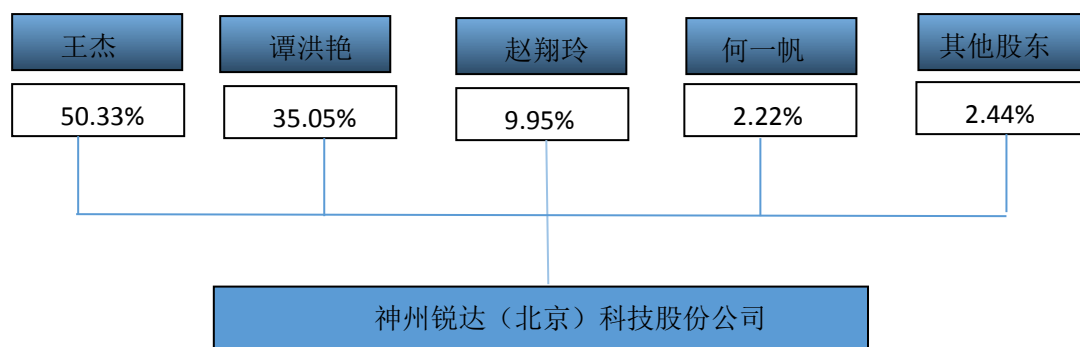 王杰
谭洪艳
赵翔玲
何一帆
其他股东
50.33%
35.05%
9.95%
2.22%
2.44%
神州锐达（北京）科技股份公司